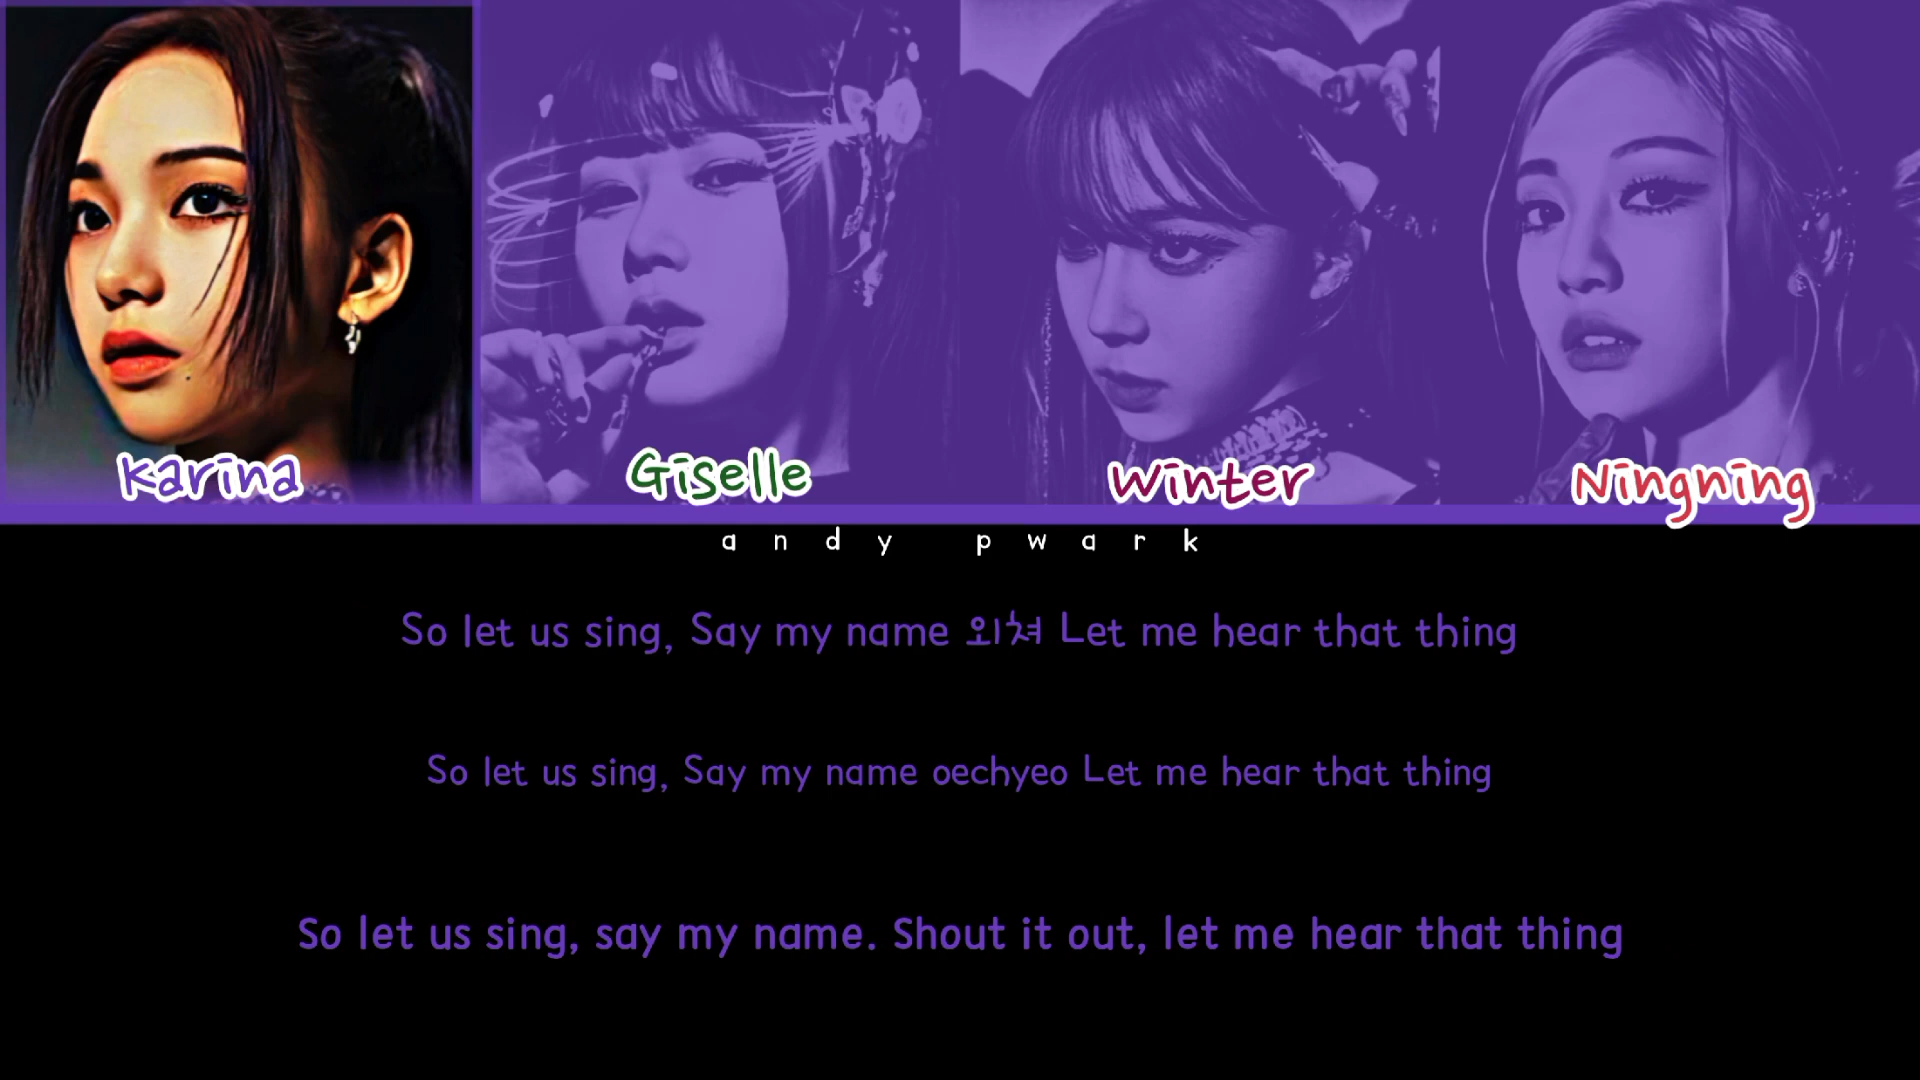 Karina
Giselle
Winter
Ningning
andy pwark
So let us sing, Say my name 외쳐 Let me hear that thing
So let us sing, Say my name oechyeo Let me hear that thing
So let us sing, say my name. Shout it out, let me hear that thing